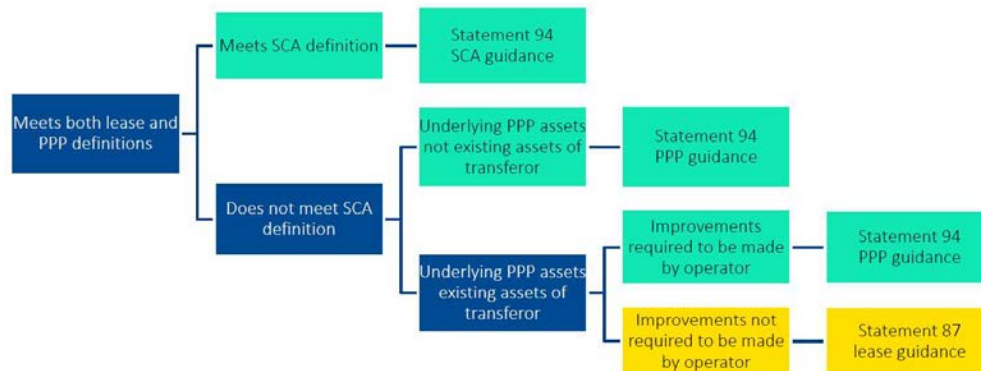 Meets SCA definition
Statement 94
SCA guidance
Meets both lease and
PPP definitions
Underlying PPP assets
not existing assets of
transferor
Statement 94
PPP guidance
Does not meet SCA
definition
Improvements
required to be made
by operator
Statement 94
PPP guidance
Underlying PPP assets
existing assets of
transferor
Improvements not
required to be made
by operator
Statement 87
lease guidance